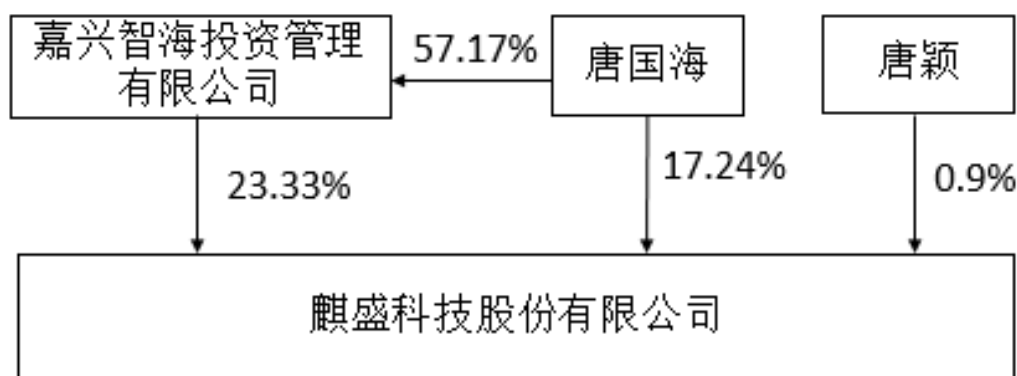 嘉兴智海投资管理
有限公司
57.17%
唐国海
唐颖
23.33%
17.24%
0.9%
麒盛科技股份有限公司